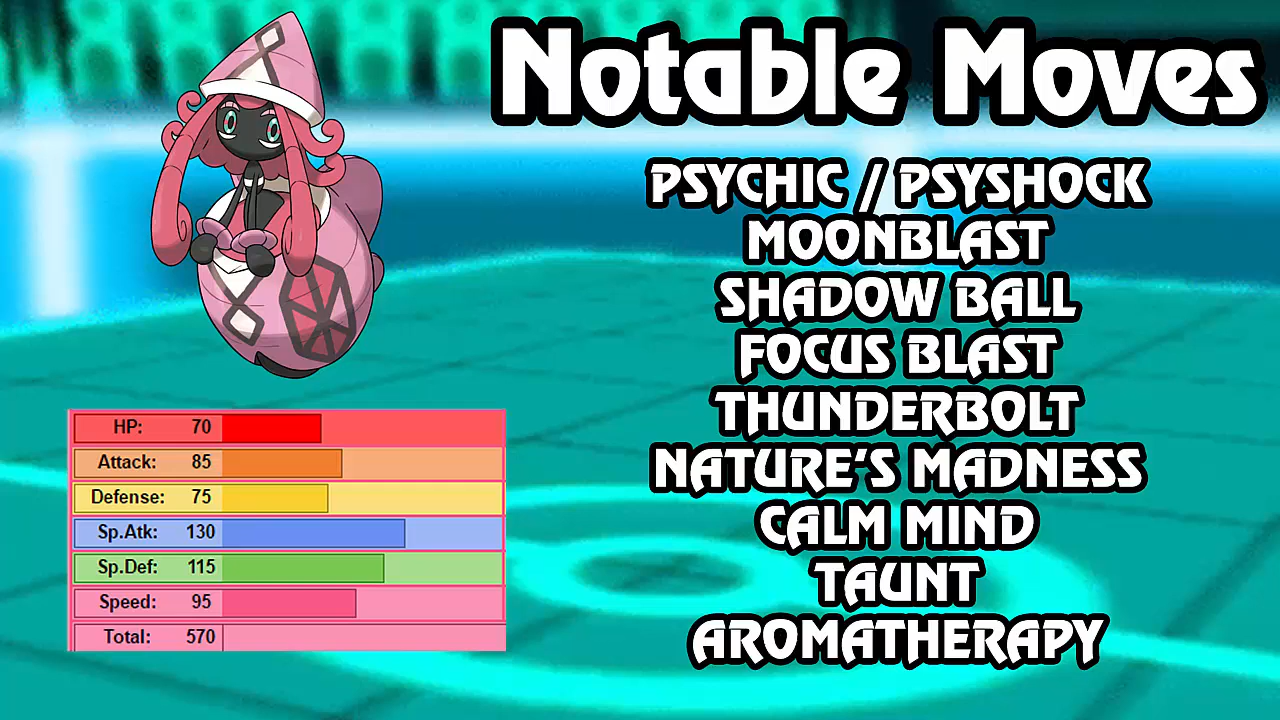 Notable Moves
PSYCHIC / PSYSHOCK
MOONBLAST
SHADOW BALL
FOCUS BLAST
THUNDERBOLT
NATURE'S MADNESS
CALM MIND
TAUNT
AROMATHERAPY
HP: 70
Attack: 85
Defense: 75
Sp.Atk: 130
Sp.Def: 115
Speed: 95
Total: 570